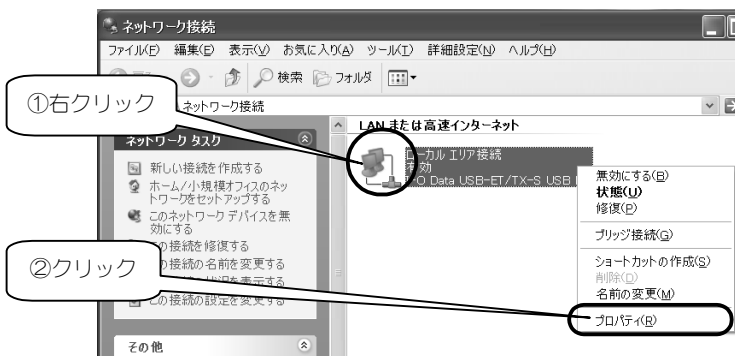 ネットワーク接続
ファイル(F) 編集(E) 表示(V) お気に入り(A) ツール(T) 詳細設定(N) ヘルプ(H)
検索 フォルダ
ネットワーク接続
①右クリック
ネットワーク タスク
新しい接続を作成する
ホーム/小規模オフィスのネッ
トワークをセットアップする
このネットワーク デバイスを無
効にする
の接続を修復する
の接続の名前を変更する
を表示する
この接続の設定を変更する
その他
②クリック
LAN または高速インターネット
ローカル エリア接続
有効
I-O Data USB-ET/TX-S USB
無効にする(B)
状態(U)
修復(P)
ブリッジ接続(G)
ショートカットの作成(S)
削除(D)
名前の変更(M)
プロパティ(R)